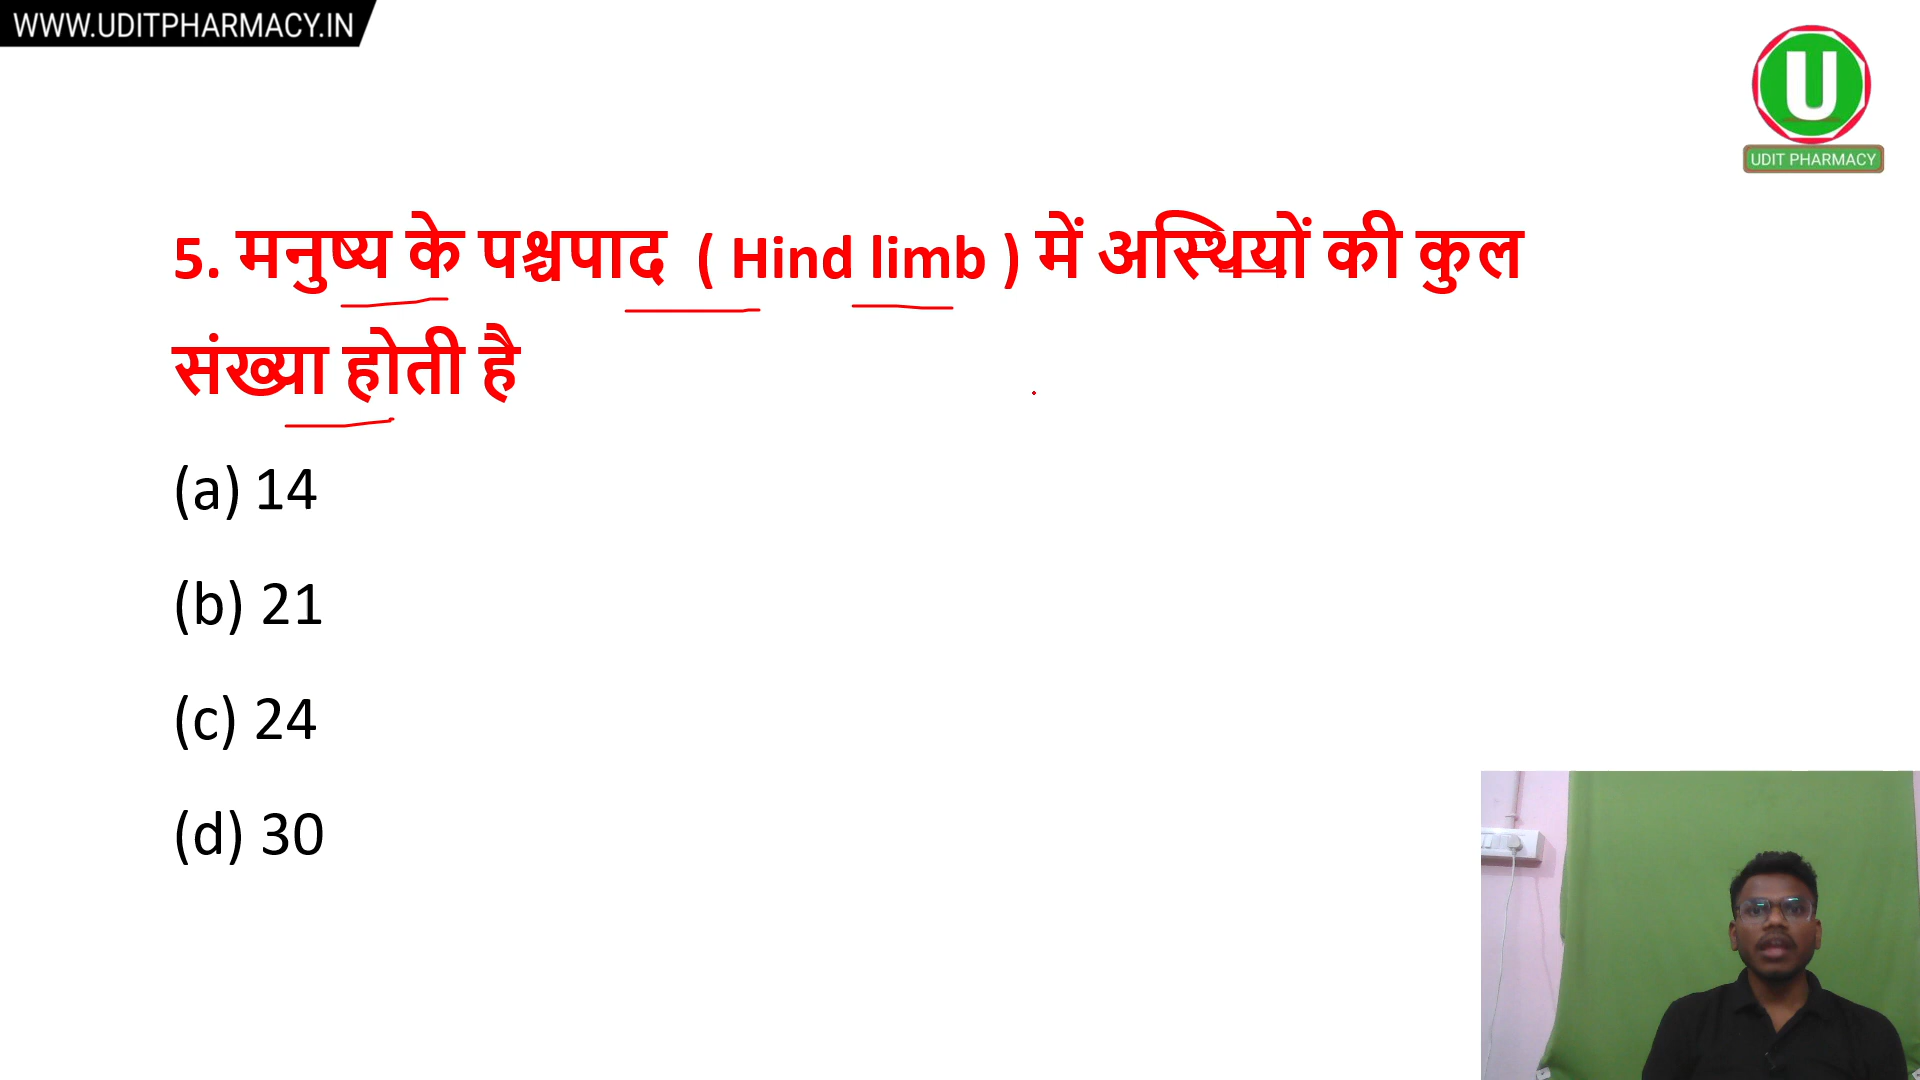 WWW.UDITPHARMACY.IN
U
UDIT PHARMACY
5. मनुष्य के पश्चपाद ( Hind limb ) में अस्थियों की कुल
संख्या होती है
(a) 14
(b) 21
(c) 24
(d) 30